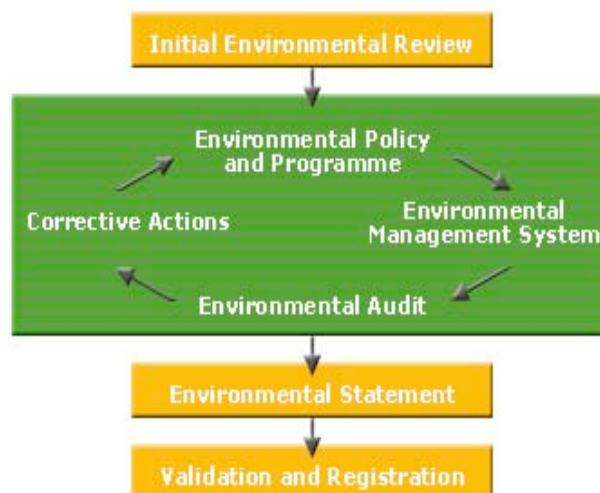 Initial Environmental Review
Environmental Policy
and Programme
Corrective Actions
Environmental
Management System
Environmental Audit
Environmental Statement
Validation and Registration